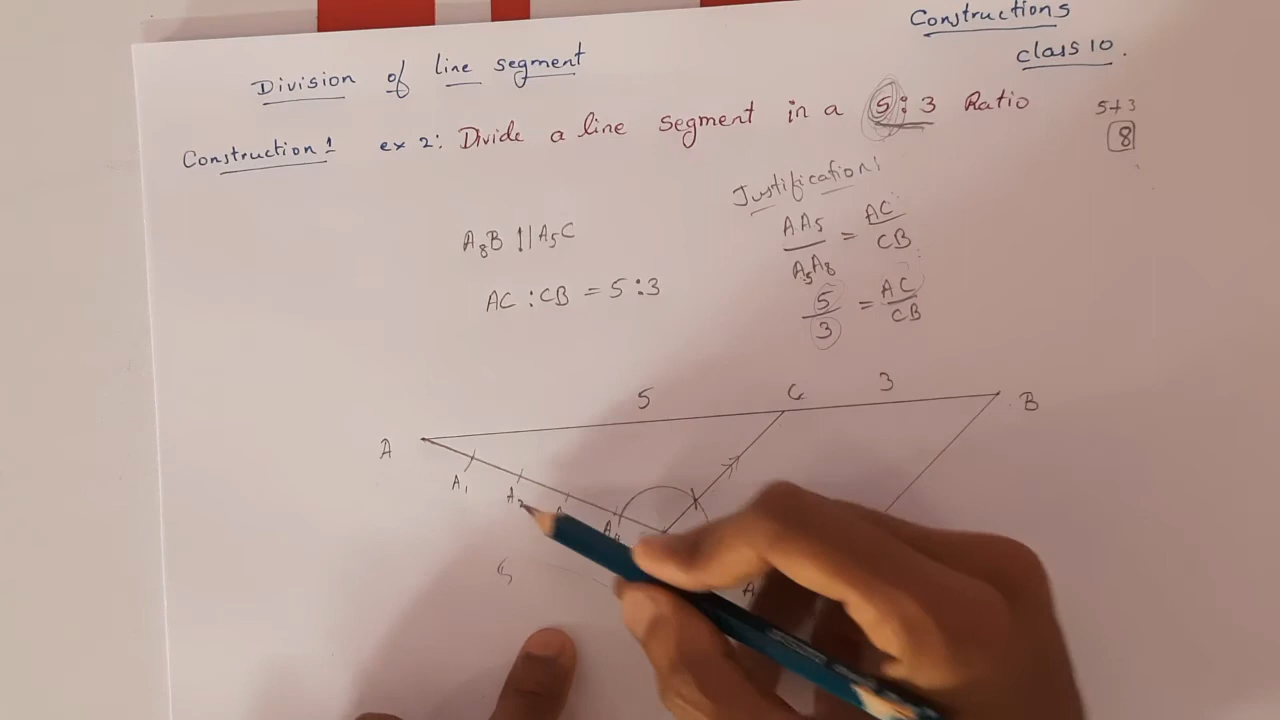 Constructions
class 10.
Division of line segment
Construction 1 ex 2: Divide a line segment in a 5:3 Ratio
5+3
8
Justification:
A₈B || A₅C
AA₅/A₅A₈ = AC/CB
AC : CB = 5:3
5/3 = AC/CB
5 C 3
A B
A₁
A₂
A₄
5
A